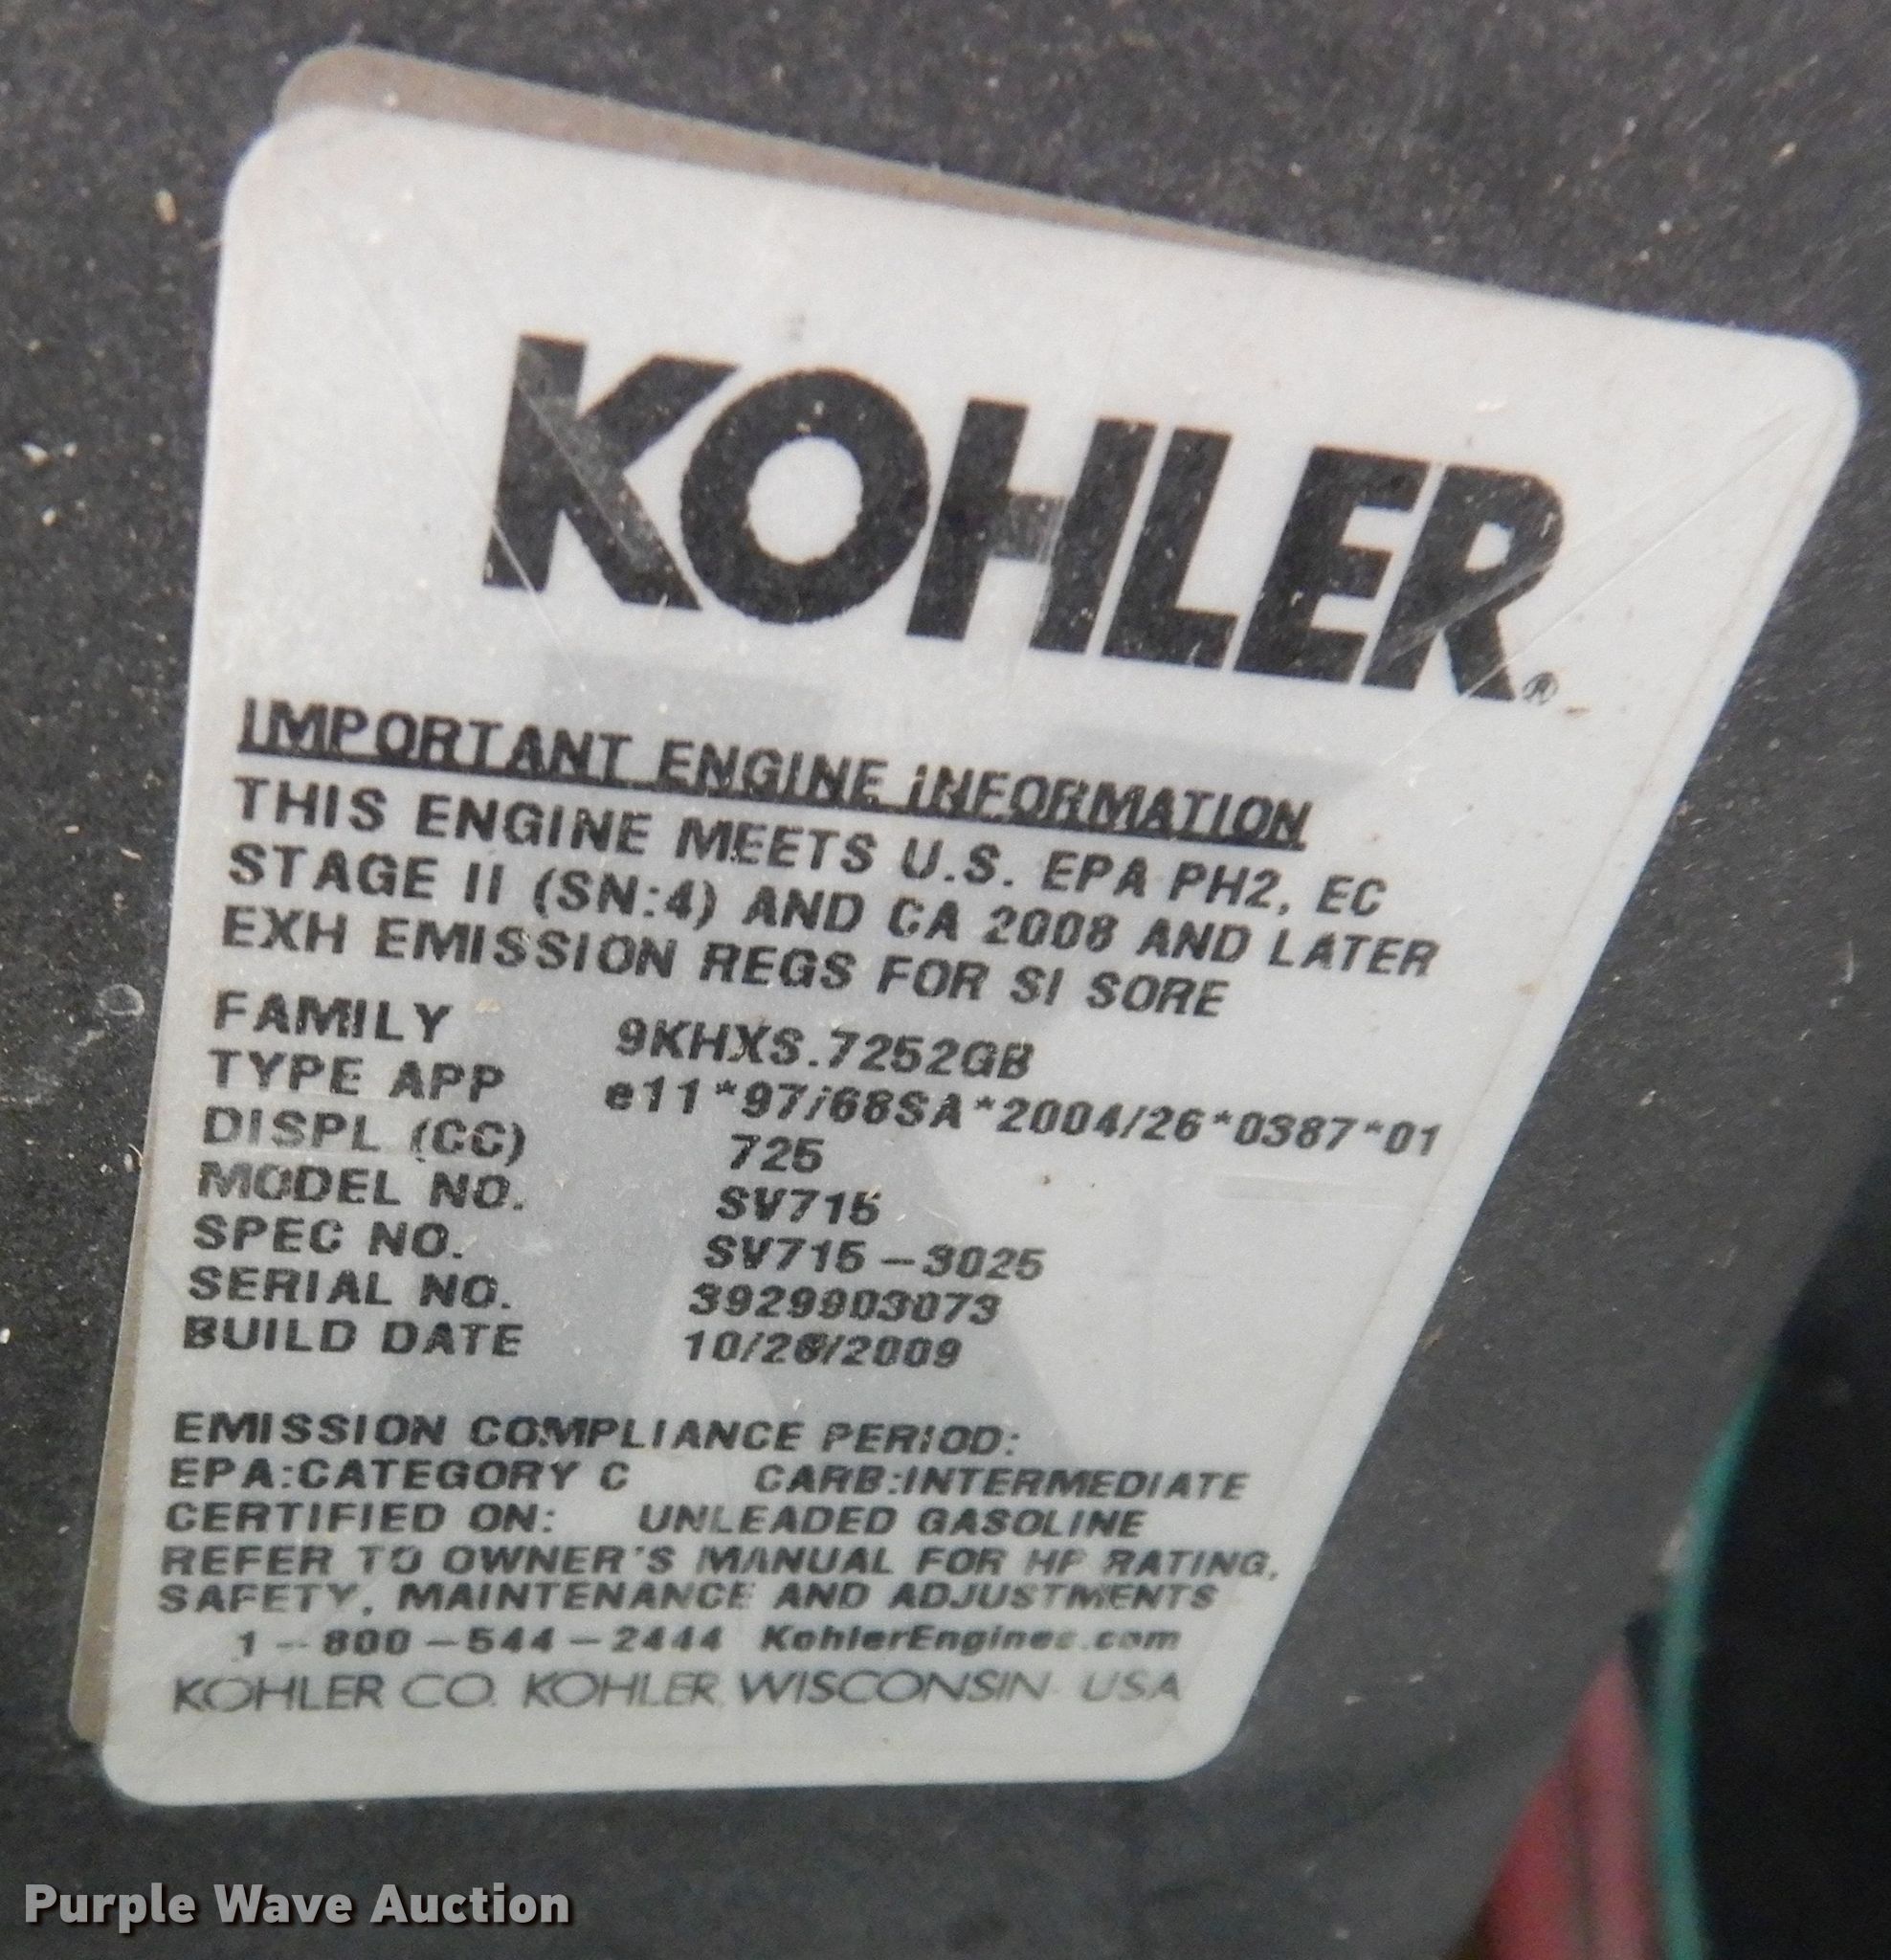 KOHLER®
IMPORTANT ENGINE INFORMATION
THIS ENGINE MEETS U.S. EPA PH2, EC
STAGE II (SN:4) AND CA 2008 AND LATER
EXH EMISSION REGS FOR SI SORE
FAMILY 9KHXS.7252GB
TYPE APP e11*97/68SA*2004/26*0387*01
DISPL (CC) 725
MODEL NO. SV715
SPEC NO. SV715-3025
SERIAL NO. 3929903073
BUILD DATE
EMISSION COMPLIANCE PERIOD:
EPA:CATEGORY C CARB:INTERMEDIATE
CERTIFIED ON: UNLEADED GASOLINE
REFER TO OWNER'S MANUAL FOR HP RATING,
SAFETY, MAINTENANCE AND ADJUSTMENTS
1-800-544-2444 KohlerEngines.com
KOHLER CO. KOHLER, WISCONSIN USA
Purple Wave Auction